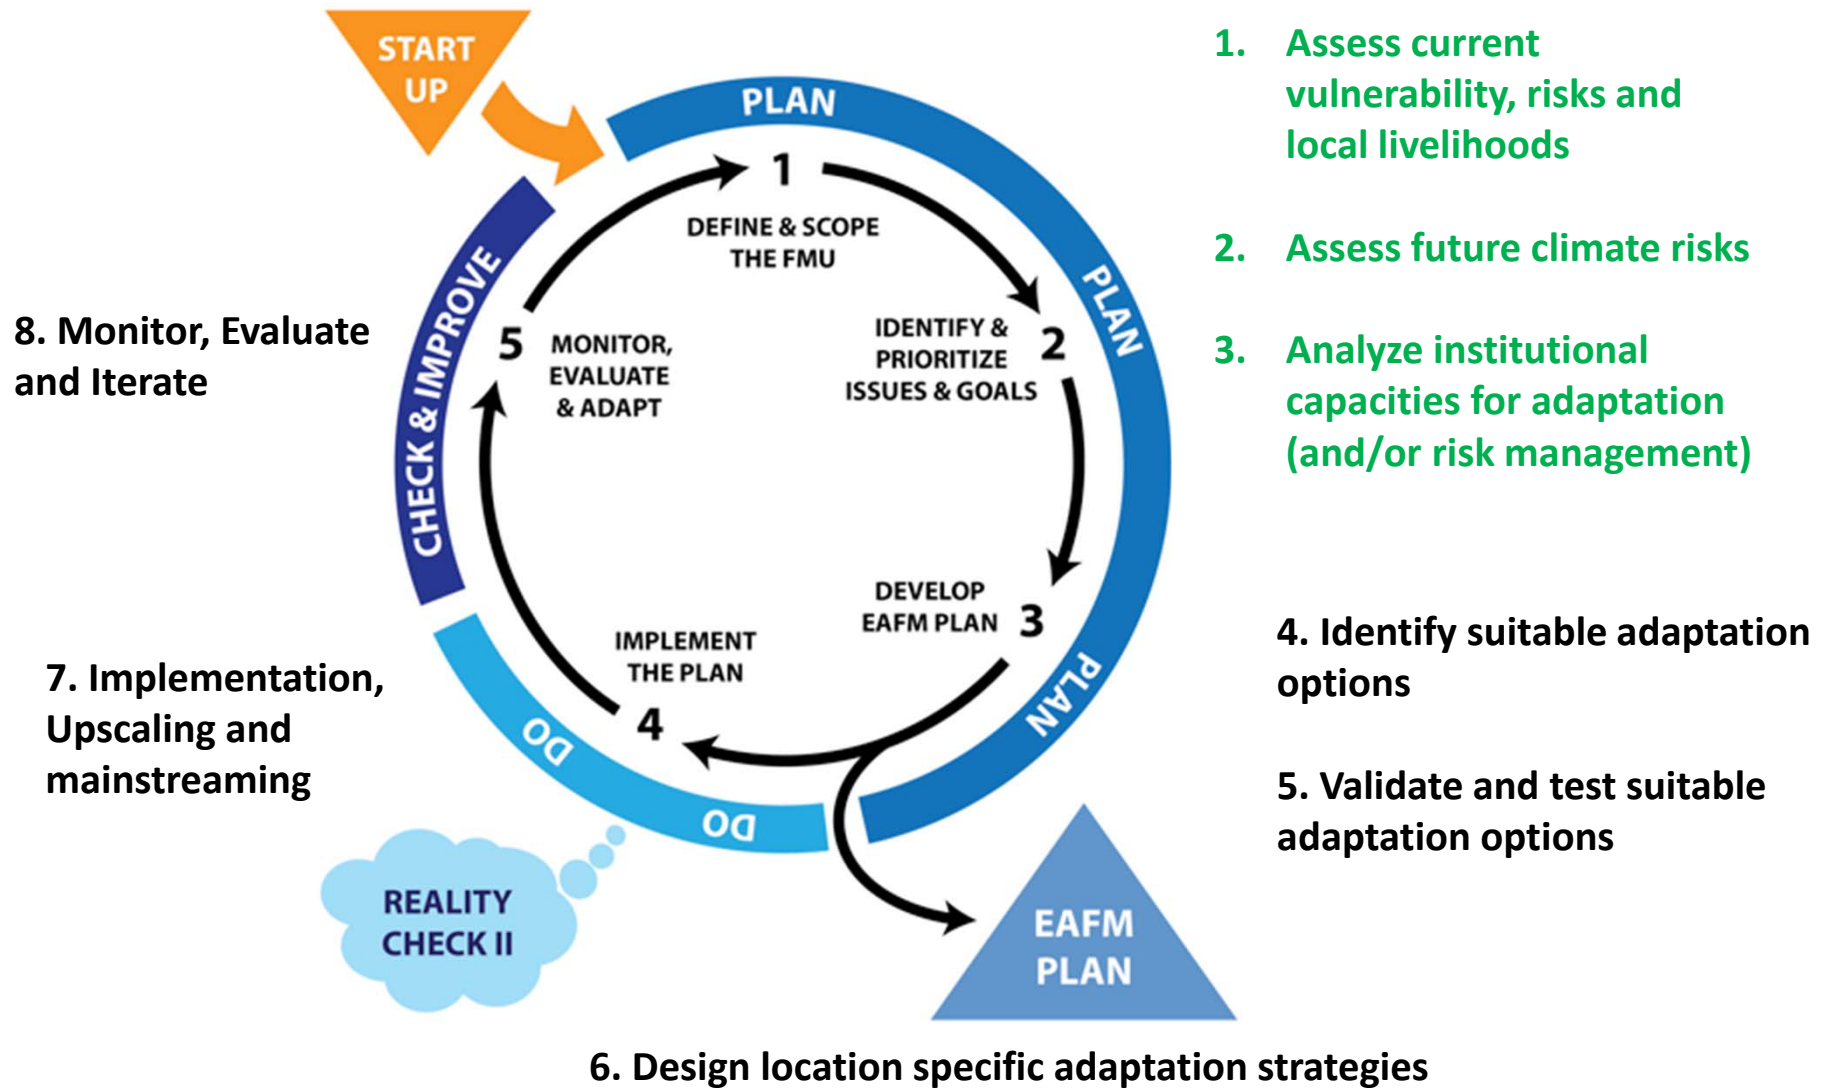 START
UP
PLAN
1
DEFINE & SCOPE
THE FMU
PLAN
IDENTIFY &
PRIORITIZE
ISSUES & GOALS
2
DEVELOP
EAFM PLAN
3
PLAN
IMPLEMENT
THE PLAN
4
DO
DO
5
MONITOR,
EVALUATE
& ADAPT
CHECK & IMPROVE
REALITY
CHECK II
EAFM
PLAN
1. Assess current
vulnerability, risks and
local livelihoods
2. Assess future climate risks
3. Analyze institutional
capacities for adaptation
(and/or risk management)
4. Identify suitable adaptation
options
5. Validate and test suitable
adaptation options
6. Design location specific adaptation strategies
7. Implementation,
Upscaling and
mainstreaming
8. Monitor, Evaluate
and Iterate